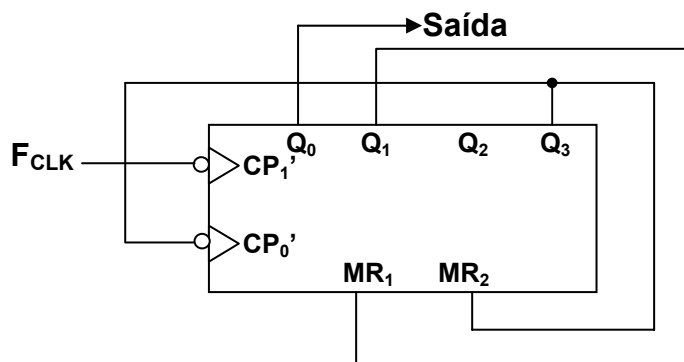 Saída
Q₀ Q₁ Q₂ Q₃
F_CLK
CP₁’
CP₀’
MR₁ MR₂